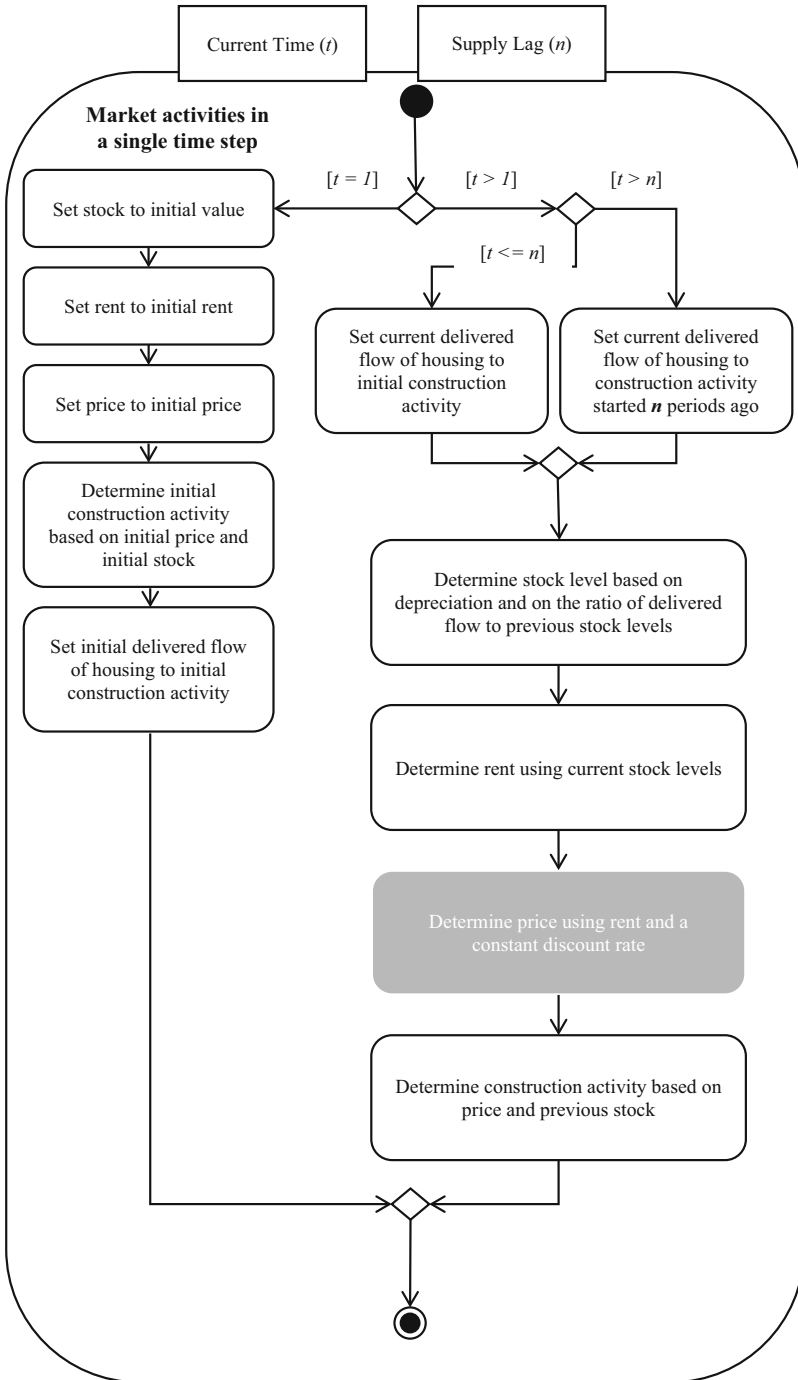 Current Time (t)
Supply Lag (n)
Market activities in
a single time step
[t = 1]
[t > 1]
[t > n]
[t <= n]
Set stock to initial value
Set rent to initial rent
Set price to initial price
Determine initial
construction activity
based on initial price and
initial stock
Set initial delivered flow
of housing to initial
construction activity
Set current delivered
flow of housing to
initial construction
activity
Set current delivered
flow of housing to
construction activity
started n periods ago
Determine stock level based on
depreciation and on the ratio of delivered
flow to previous stock levels
Determine rent using current stock levels
Determine price using rent and a
constant discount rate
Determine construction activity based on
price and previous stock